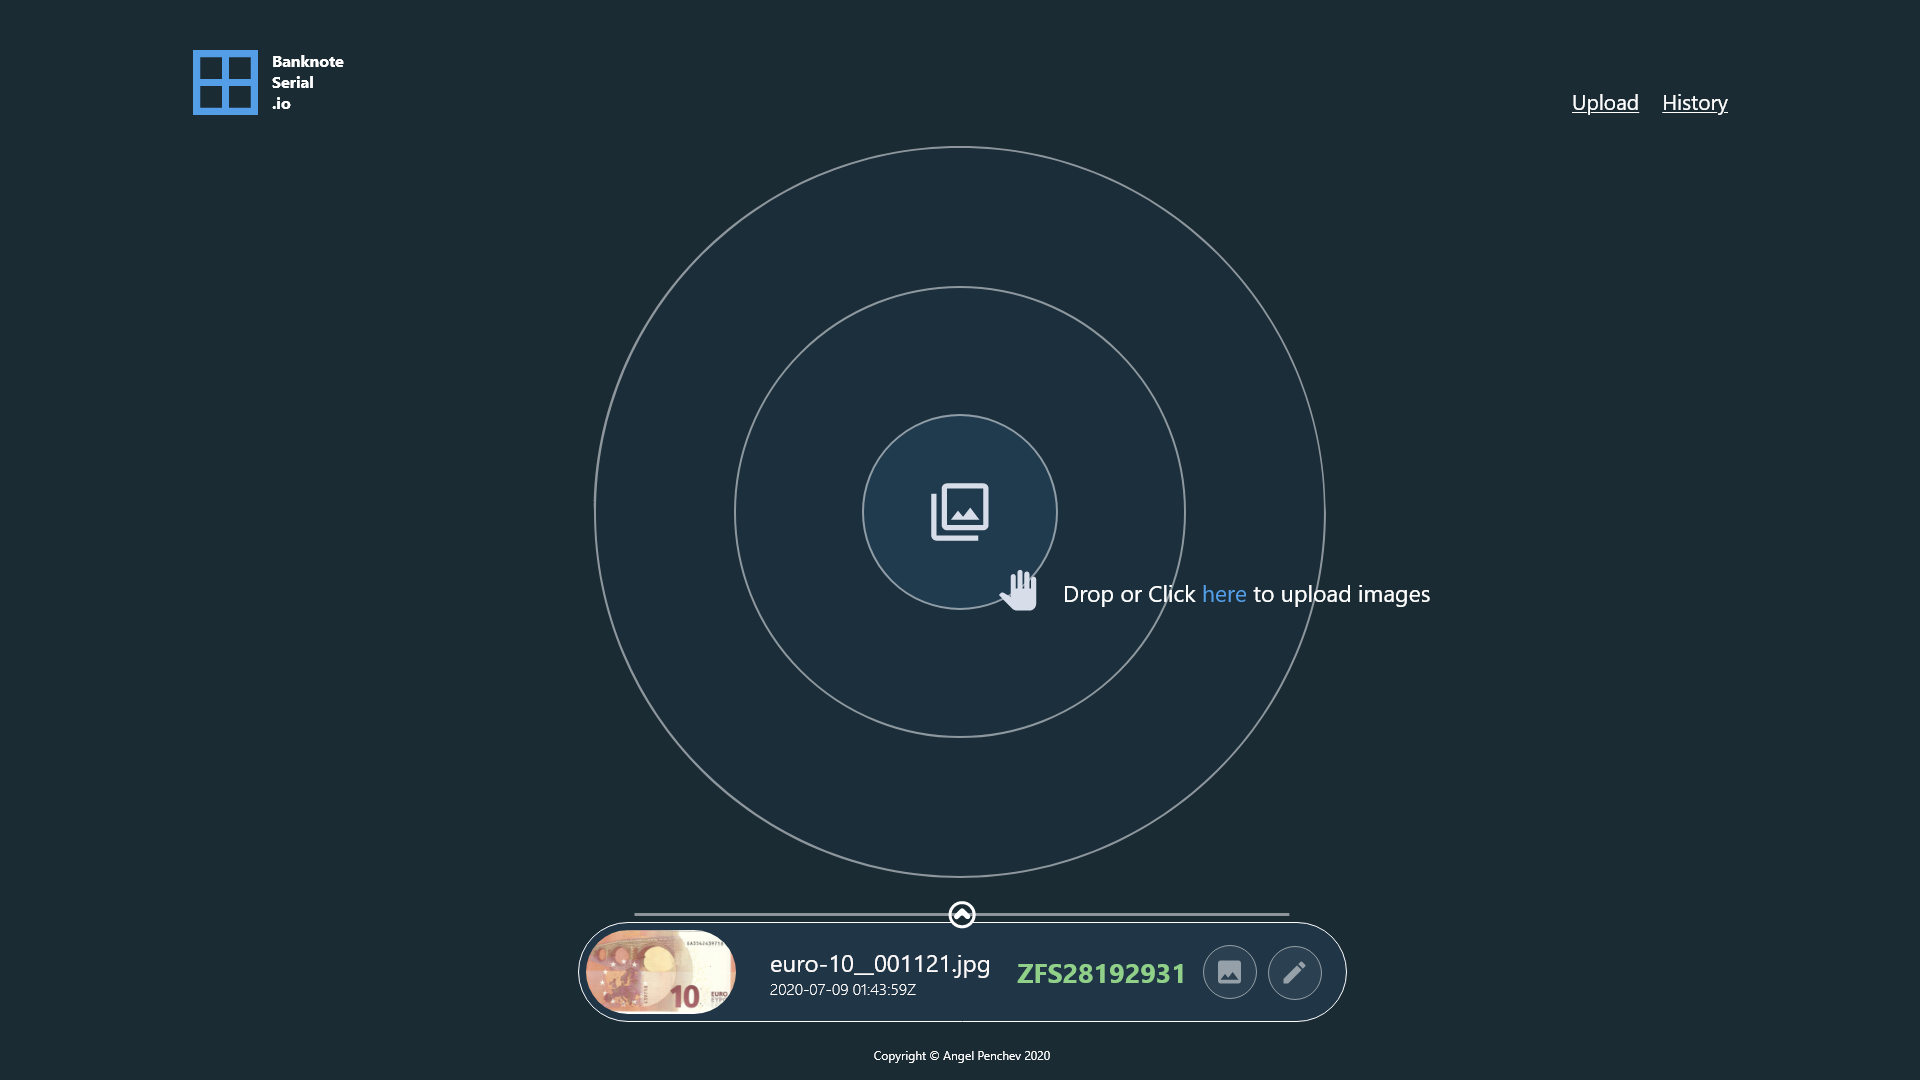 Banknote
Serial
.io
Upload History
Drop or Click here to upload images
euro-10__001121.jpg
2020-07-09 01:43:59Z
ZFS28192931
10
EURO
Copyright © Angel Penchev 2020